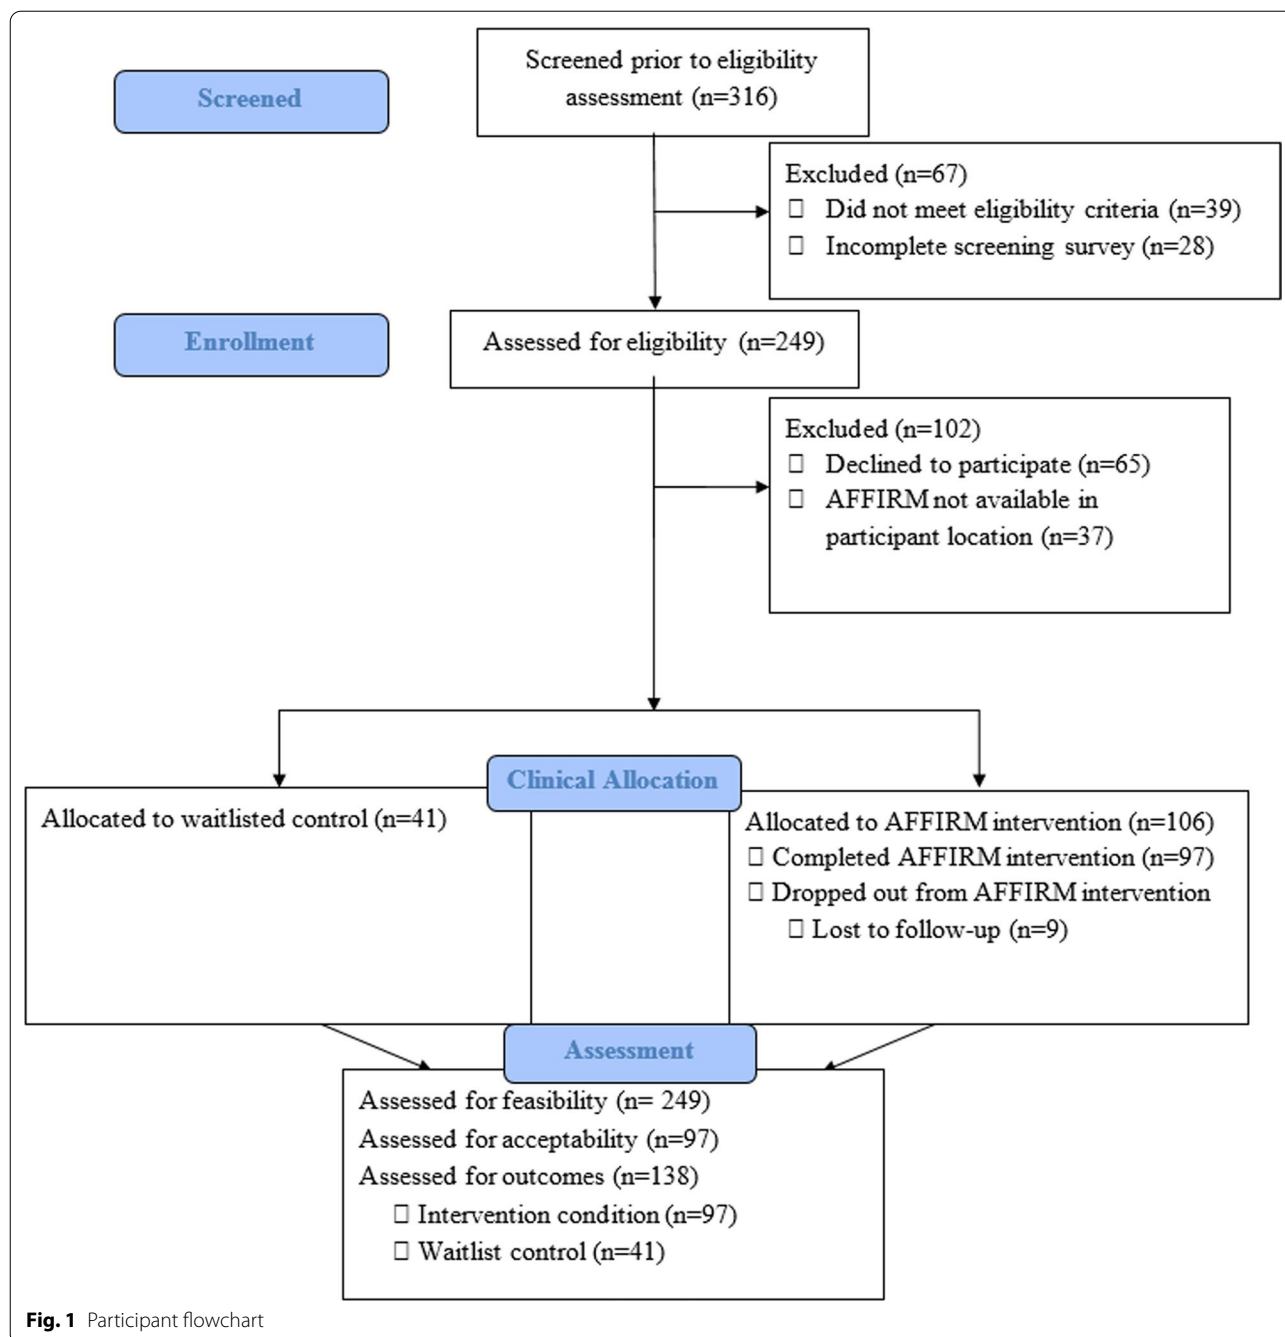 Screened
Screened prior to eligibility
assessment (n=316)
Excluded (n=67)
☐ Did not meet eligibility criteria (n=39)
☐ Incomplete screening survey (n=28)
Enrollment
Assessed for eligibility (n=249)
Excluded (n=102)
☐ Declined to participate (n=65)
☐ AFFIRM not available in
participant location (n=37)
Clinical Allocation
Allocated to waitlisted control (n=41)
Allocated to AFFIRM intervention (n=106)
☐ Completed AFFIRM intervention (n=97)
☐ Dropped out from AFFIRM intervention
☐ Lost to follow-up (n=9)
Assessment
Assessed for feasibility (n= 249)
Assessed for acceptability (n=97)
Assessed for outcomes (n=138)
☐ Intervention condition (n=97)
☐ Waitlist control (n=41)
Fig. 1 Participant flowchart